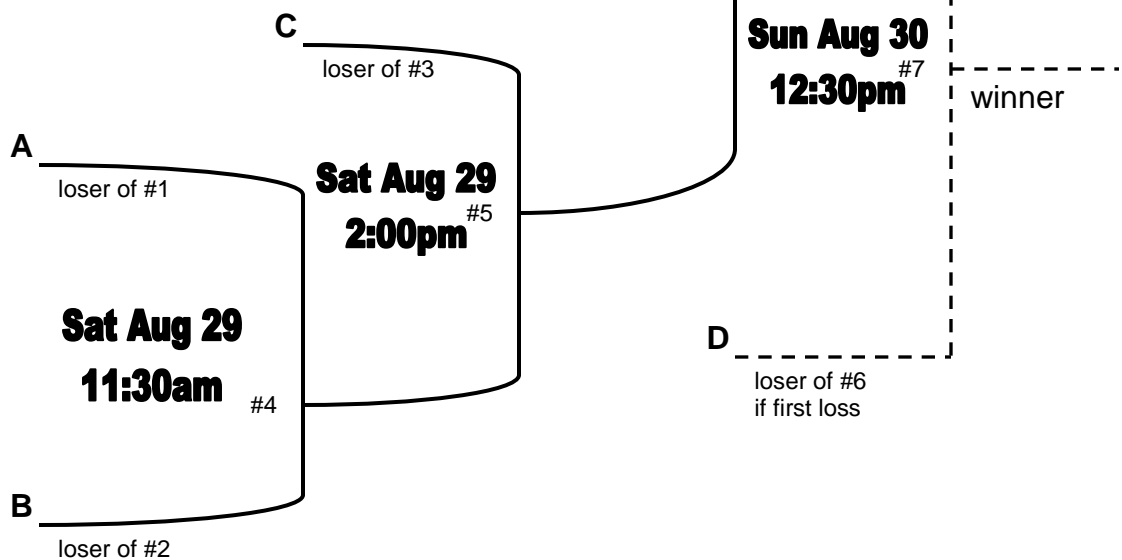 C
loser of #3
Sun Aug 30
#7
12:30pm
winner
A
loser of #1
Sat Aug 29
#5
2:00pm
Sat Aug 29
11:30am
#4
D
loser of #6
if first loss
B
loser of #2